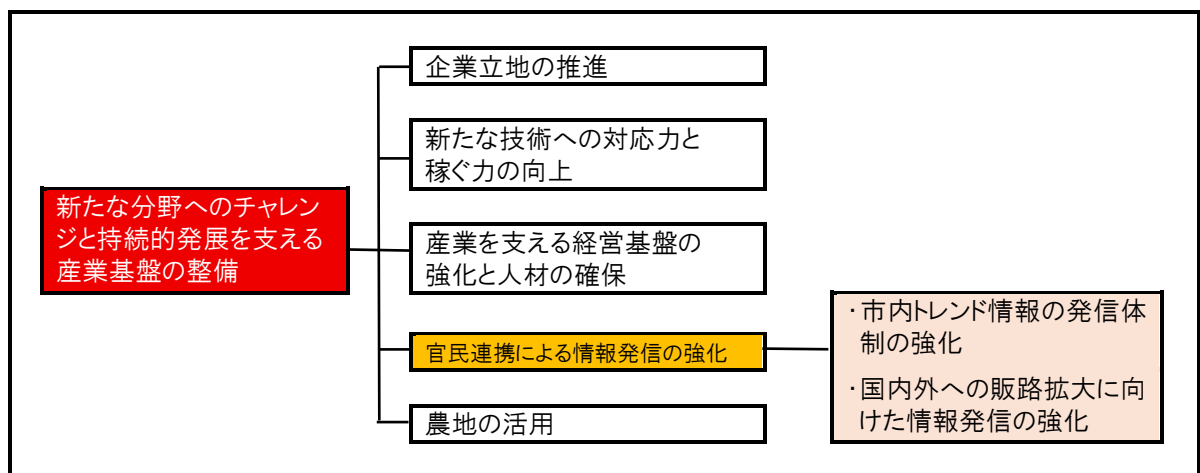 企業立地の推進
新たな技術への対応力と
稼ぐ力の向上
新たな分野へのチャレン
ジと持続的発展を支える
産業基盤の整備
産業を支える経営基盤の
強化と人材の確保
官民連携による情報発信の強化
・市内トレンド情報の発信体
制の強化
・国内外への販路拡大に向
けた情報発信の強化
農地の活用